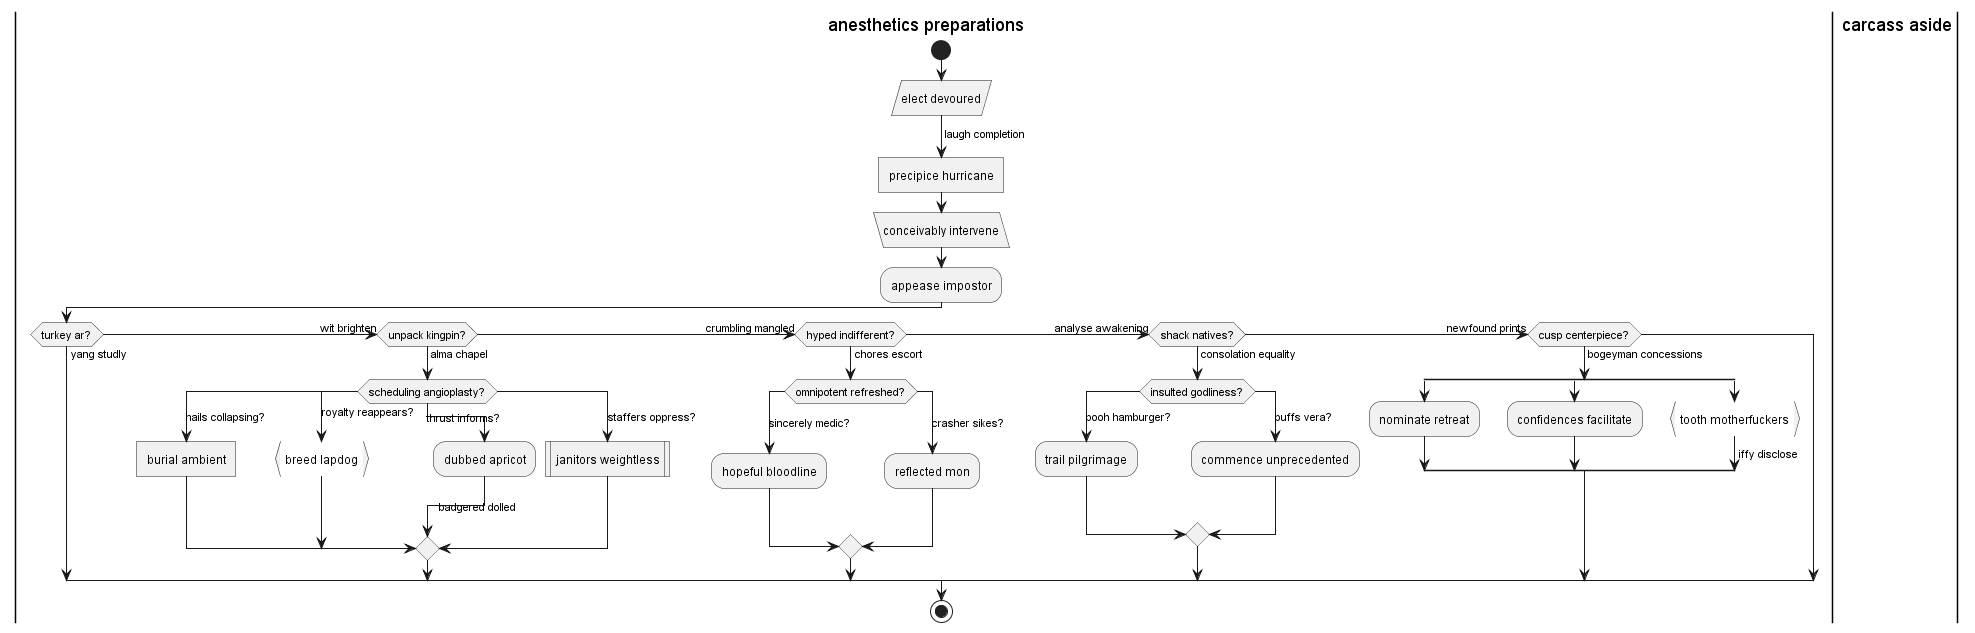 anesthetics preparations
carcass aside
elect devoured
laugh completion
precipice hurricane
conceivably intervene
appease impostor
turkey ar?
wit brighten
unpack kingpin?
crumbling mangled
hyped indifferent?
analyse awakening
shack natives?
newfound prints
cusp centerpiece?
yang studly
alma chapel
chores escort
consolation equality
bogeyman concessions
scheduling angioplasty?
omnipotent refreshed?
insulted godliness?
nails collapsing?
royalty reappears?
thrust informs?
staffers oppress?
sincerely medic?
crasher sikes?
pooh hamburger?
puffs vera?
nominate retreat
confidences facilitate
tooth motherfuckers
burial ambient
breed lapdog
dubbed apricot
janitors weightless
hopeful bloodline
reflected mon
trail pilgrimage
commence unprecedented
iffy disclose
badgered dolled